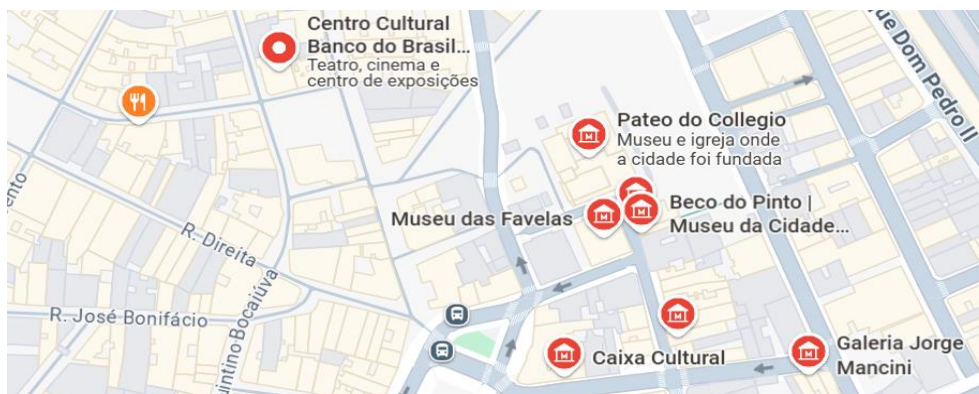 Centro Cultural
Banco do Brasil...
Teatro, cinema e
centro de exposições
ue Dom Pedro II
Pateo do Collegio
Museu e igreja onde
a cidade foi fundada
Museu das Favelas
Beco do Pinto |
Museu da Cidade...
ento
R. Direita
R. José Bonifácio
uintino Bocaiúva
Caixa Cultural
Galeria Jorge
Mancini